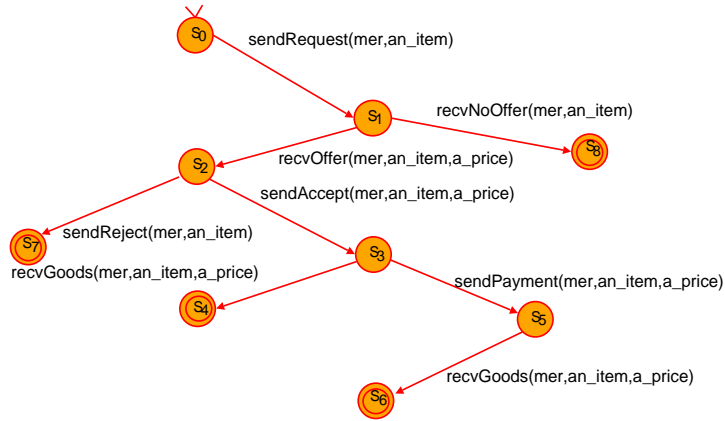 S0
sendRequest(mer,an_item)
S1
recvNoOffer(mer,an_item)
S8
recvOffer(mer,an_item,a_price)
S2
sendAccept(mer,an_item,a_price)
S7
sendReject(mer,an_item)
S3
recvGoods(mer,an_item,a_price)
sendPayment(mer,an_item,a_price)
S4
S5
recvGoods(mer,an_item,a_price)
S6